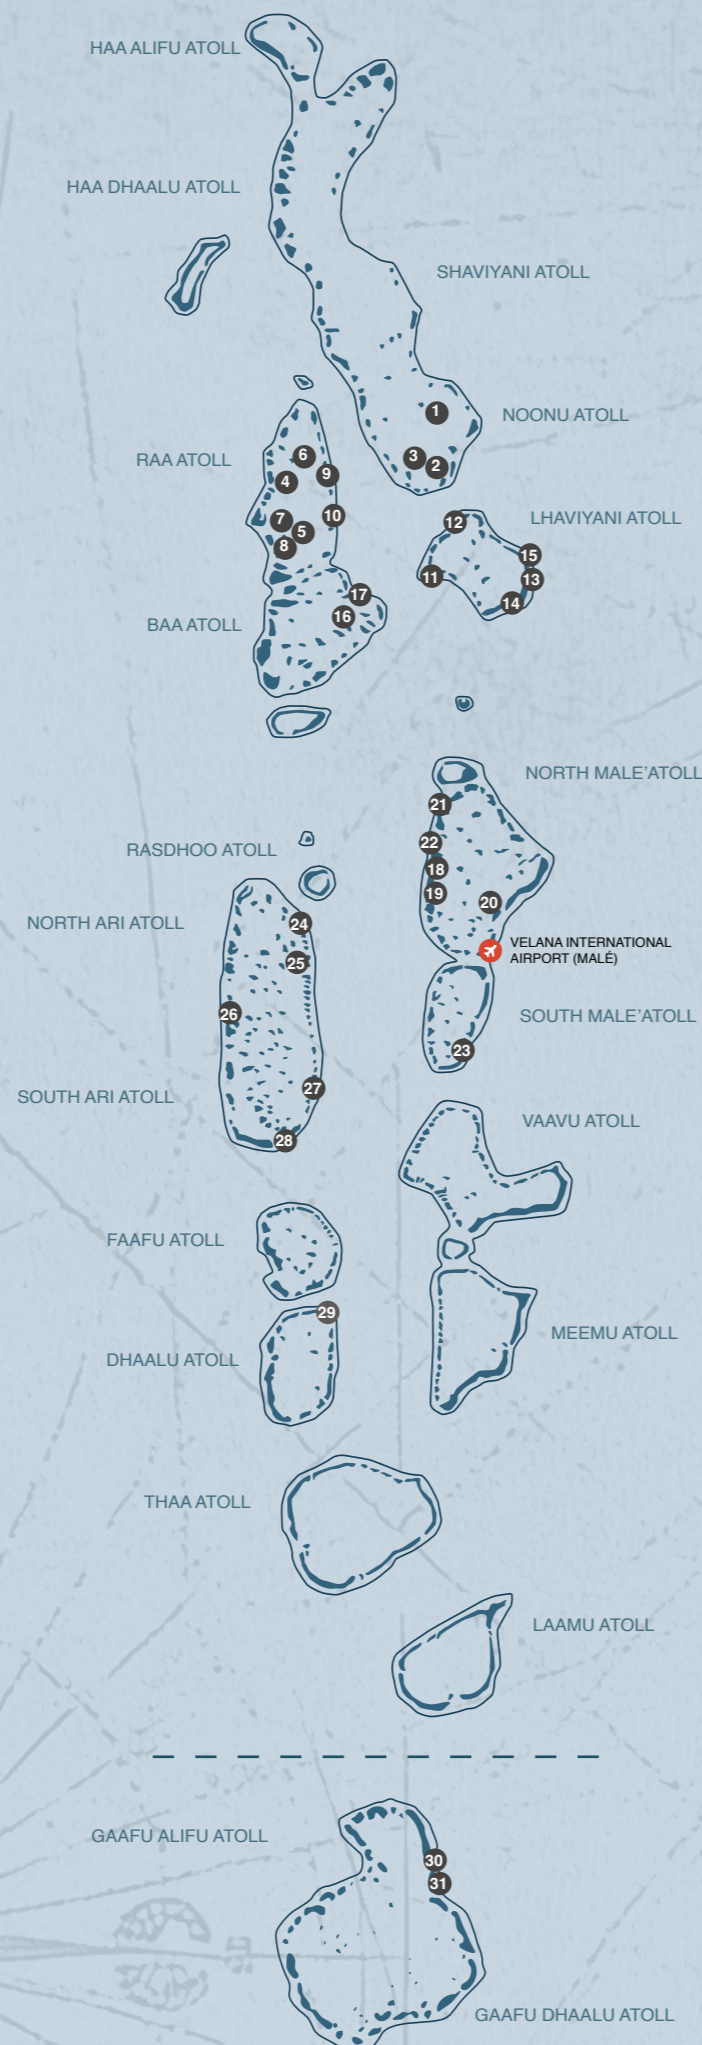 HAA ALIFU ATOLL
HAA DHAALU ATOLL
SHAVIYANI ATOLL
1
NOONU ATOLL
6
3
RAA ATOLL
2
9
4
10
7
12
LHAVIYANI ATOLL
5
8
15
11
13
17
14
16
BAA ATOLL
NORTH MALE'ATOLL
21
22
RASDHOO ATOLL
18
19
20
NORTH ARI ATOLL
24
VELANA INTERNATIONAL
AIRPORT (MALÉ)
25
26
SOUTH MALE'ATOLL
23
27
SOUTH ARI ATOLL
VAAVU ATOLL
28
FAAFU ATOLL
29
MEEMU ATOLL
DHAALU ATOLL
THAA ATOLL
LAAMU ATOLL
GAAFU ALIFU ATOLL
30
31
GAAFU DHAALU ATOLL